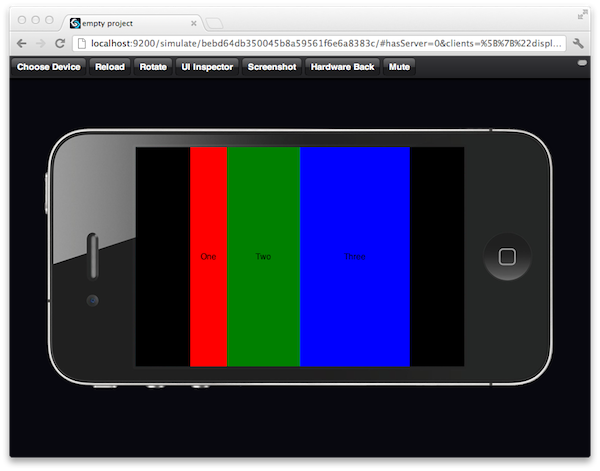 empty project
localhost:9200/simulate/bebd64db350045b8a59561f6e6a8383c/#hasServer=0&clients=%5B%7B%22displ...
Choose Device Reload Rotate UI Inspector Screenshot Hardware Back Mute
One Two Three